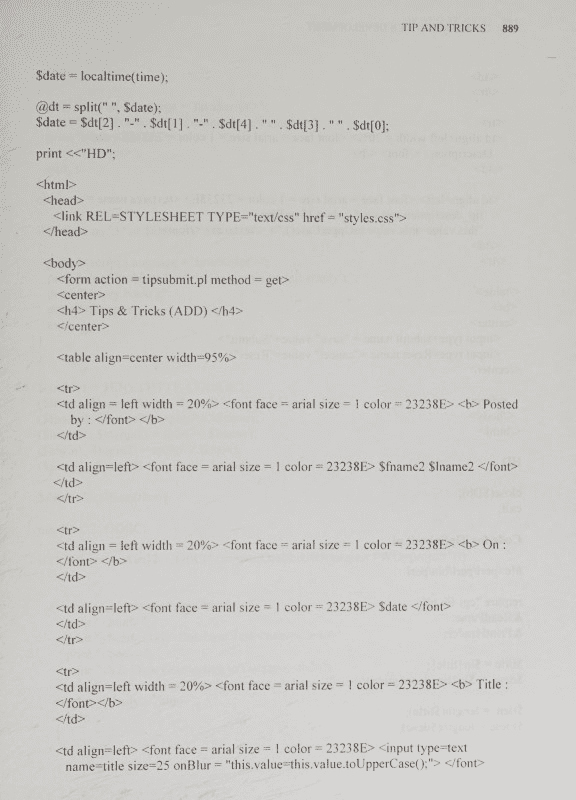 TIP AND TRICKS 889
$date = localtime(time);
@dt = split(" ", $date);
$date = $dt[2] . "-" . $dt[1] . "-" . $dt[4] . " " . $dt[3] . " " . $dt[0];
print <<"HD";
<html>
<head>
<link REL=STYLESHEET TYPE="text/css" href = "styles.css">
</head>
<body>
<form action = tipsubmit.pl method = get>
<center>
<h4> Tips & Tricks (ADD) </h4>
</center>
<table align=center width=95%>
<tr>
<td align = left width = 20%> <font face = arial size = 1 color = 23238E> <b> Posted
by : </font> </b>
</td>
<td align=left> <font face = arial size = 1 color = 23238E> $fname2 $lname2 </font>
</td>
</tr>
<tr>
<td align = left width = 20%> <font face = arial size = 1 color = 23238E> <b> On :
</font> </b>
</td>
<td align=left> <font face = arial size = 1 color = 23238E> $date </font>
</td>
</tr>
<tr>
<td align=left width = 20%> <font face = arial size = 1 color = 23238E> <b> Title :
</font></b>
</td>
<td align=left> <font face = arial size = 1 color = 23238E> <input type=text
name=title size=25 onBlur = "this.value=this.value.toUpperCase();"> </font>